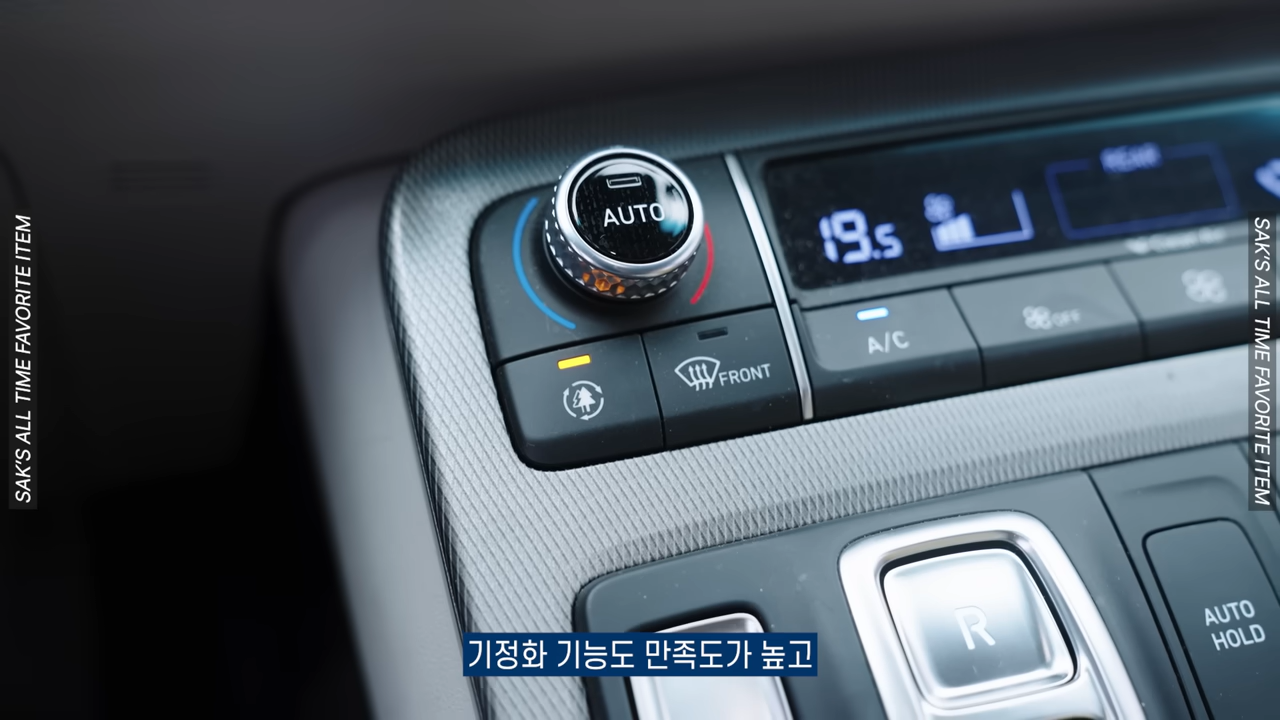 SAK'S ALL TIME FAVORITE ITEM
AUTO
REAR
19.5
A/C
OFF
FRONT
R
AUTO
HOLD
기정화 기능도 만족도가 높고
SAK'S ALL TIME FAVORITE ITEM